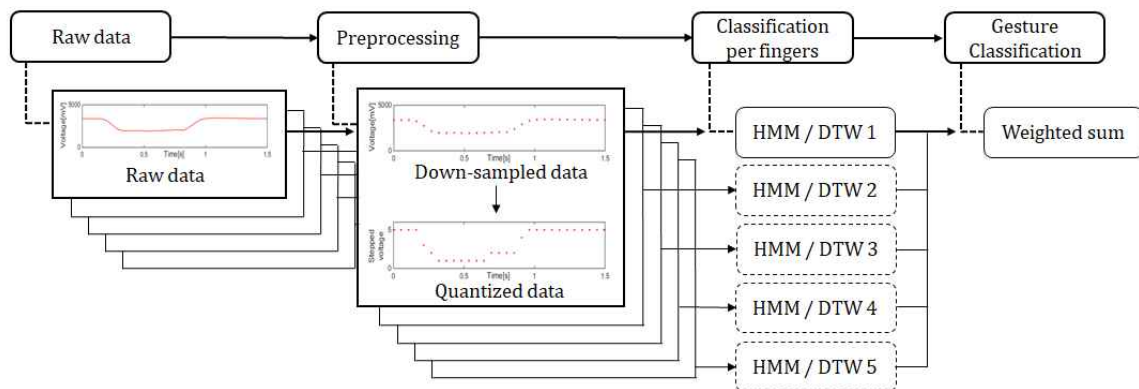 Raw data
Preprocessing
Classification
per fingers
Gesture
Classification
5000
Voltage[mV]
0
0
0.5
1
1.5
Time[s]
Raw data
5000
Voltage[mV]
0
0
0.5
1
1.5
Time[s]
Down-sampled data
5
Stepped
voltage
0
0
0.5
1
1.5
Time[s]
Quantized data
HMM / DTW 1
HMM / DTW 2
HMM / DTW 3
HMM / DTW 4
HMM / DTW 5
Weighted sum